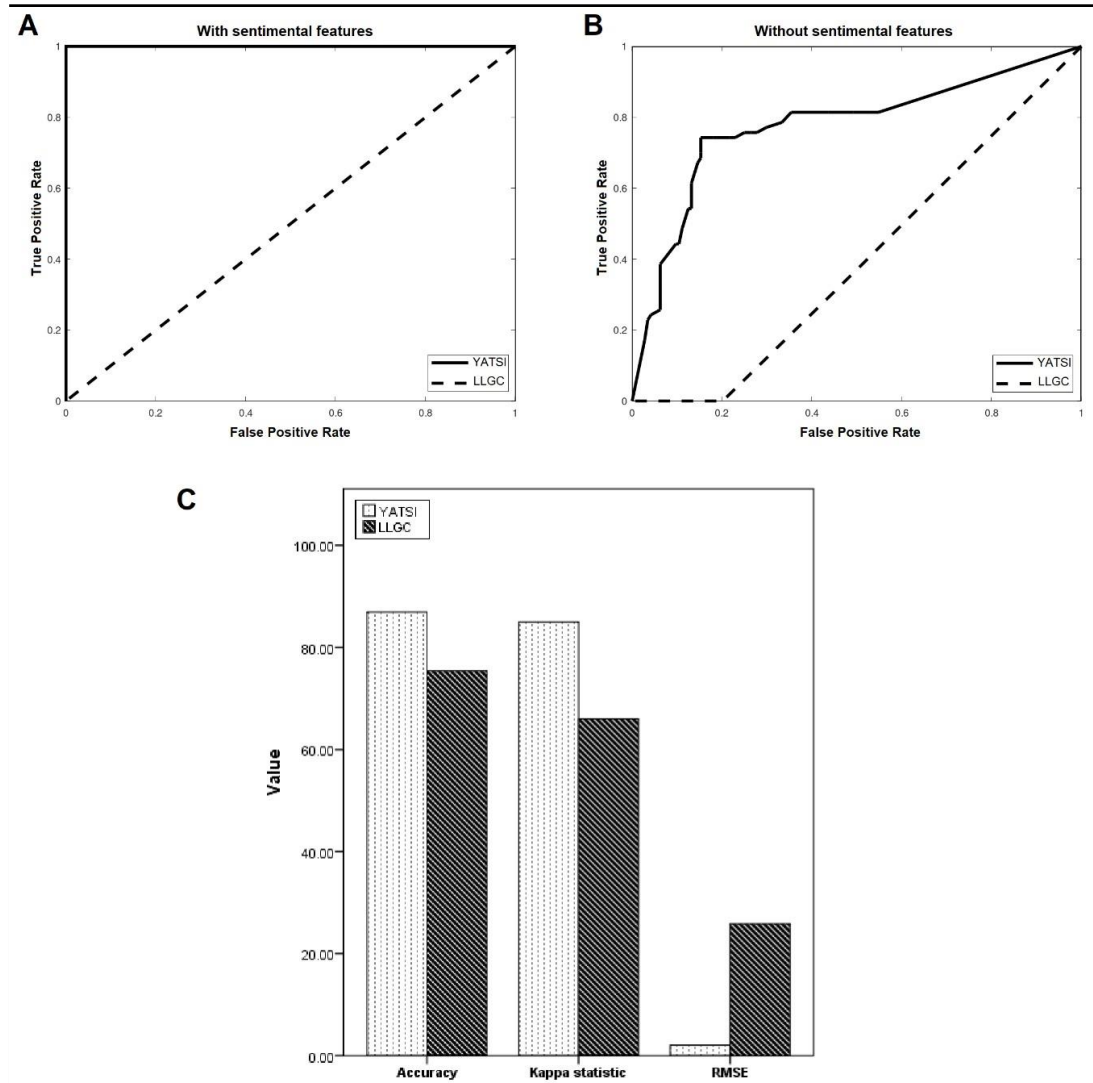 A
With sentimental features
1
0.8
0.6
0.4
0.2
0
True Positive Rate
0
0.2
0.4
0.6
0.8
1
False Positive Rate
YATSI
LLGC
B
Without sentimental features
1
0.8
0.6
0.4
0.2
0
True Positive Rate
0
0.2
0.4
0.6
0.8
1
False Positive Rate
YATSI
LLGC
C
YATSI
LLGC
100.00
80.00
60.00
40.00
20.00
0.00
Value
Accuracy
Kappa statistic
RMSE